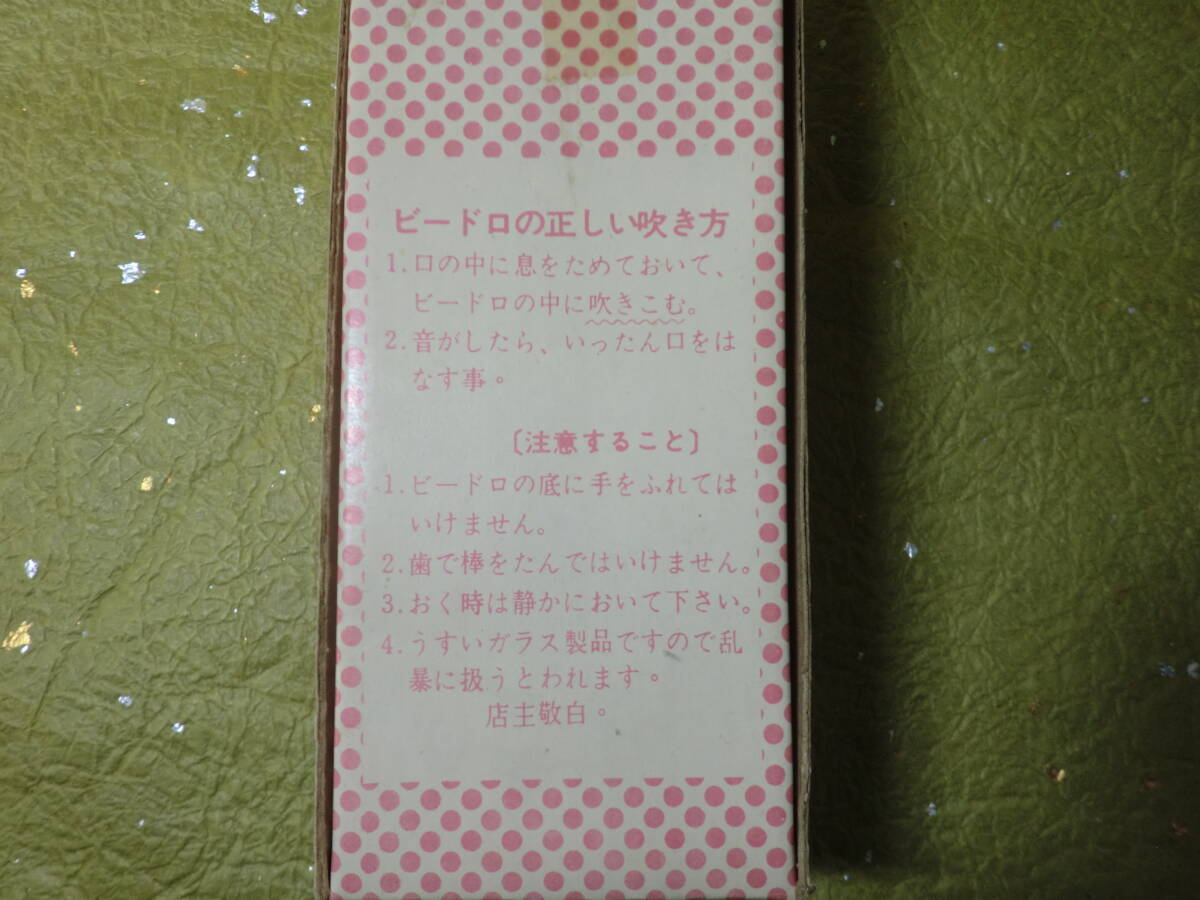 ビードロの正しい吹き方
1.口の中に息をためておいて、
ビードロの中に吹きこむ。
2.音がしたら、いったん口をは
なす事。
〔注意すること〕
1.ビードロの底に手をふれては
いけません。
2.歯で棒をたんではいけません。
3.おく時は静かにおいて下さい。
4.うすいガラス製品ですので乱
暴に扱うとわれます。
店主敬白。